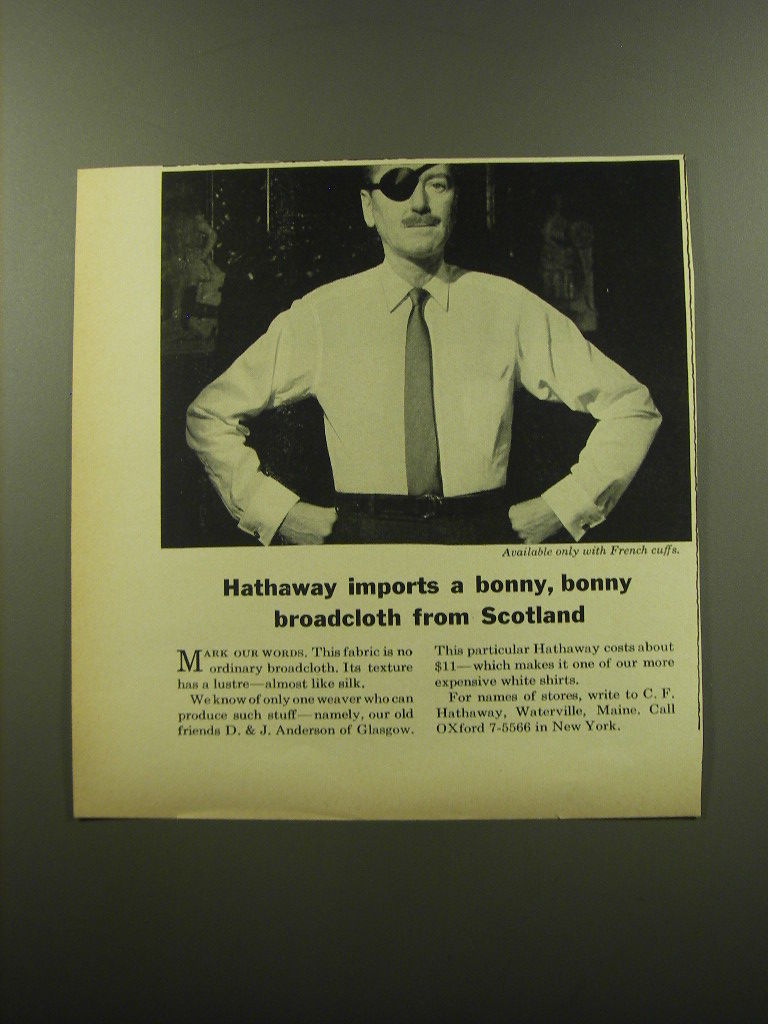 Available only with French cuffs.
Hathaway imports a bonny, bonny
broadcloth from Scotland
MARK OUR WORDS. This fabric is no
ordinary broadcloth. Its texture
has a lustre—almost like silk.
We know of only one weaver who can
produce such stuff—namely, our old
friends D. & J. Anderson of Glasgow.
This particular Hathaway costs about
$11—which makes it one of our more
expensive white shirts.
For names of stores, write to C. F.
Hathaway, Waterville, Maine. Call
OXford 7-5566 in New York.